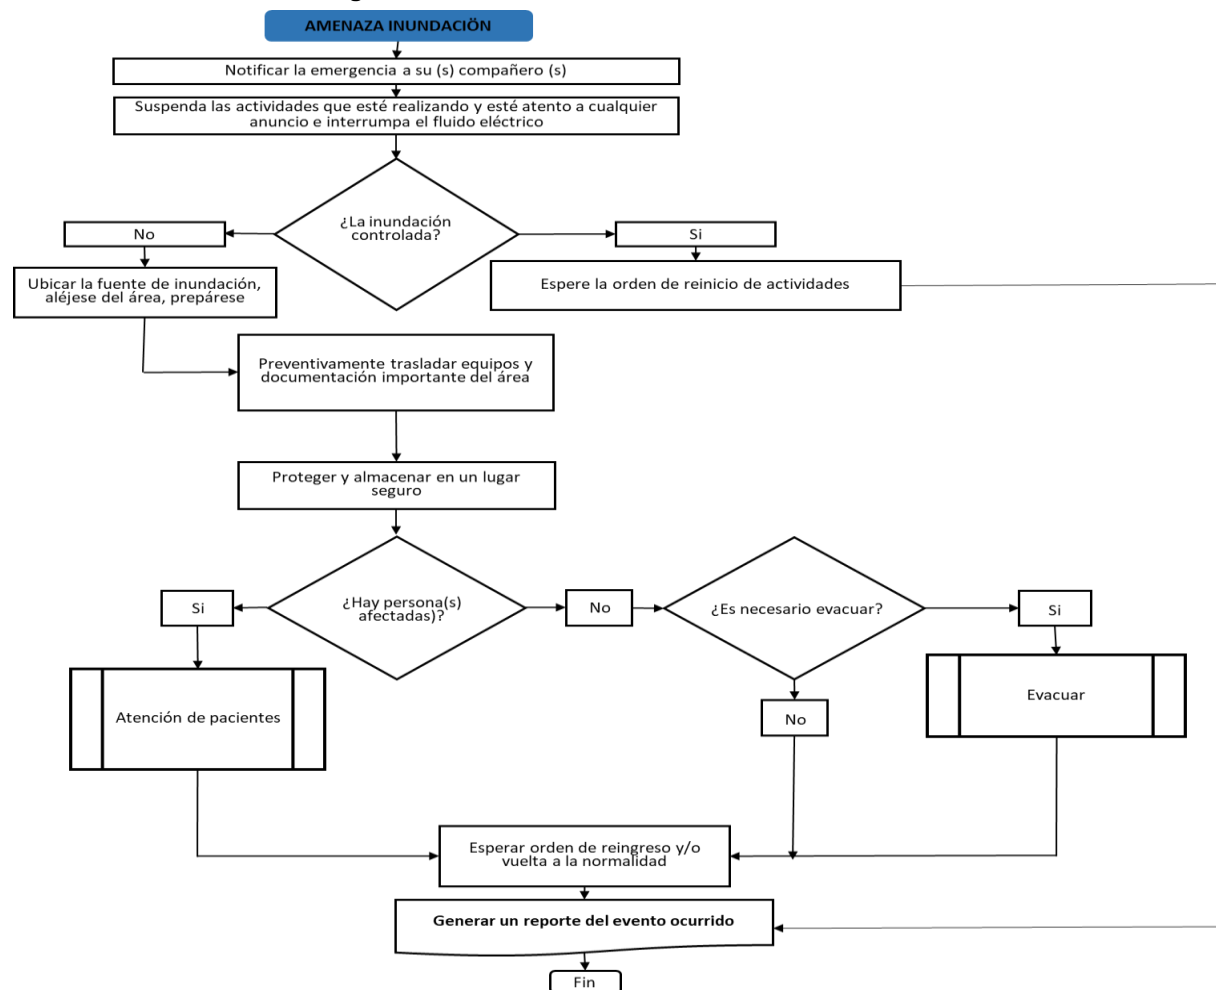 AMENAZA INUNDACIÖN
Notificar la emergencia a su (s) compañero (s)
Suspenda las actividades que esté realizando y esté atento a cualquier
anuncio e interrumpa el fluido eléctrico
¿La inundación
controlada?
No
Si
Ubicar la fuente de inundación,
aléjese del área, prepárese
Espere la orden de reinicio de actividades
Preventivamente trasladar equipos y
documentación importante del área
Proteger y almacenar en un lugar
seguro
¿Hay persona(s)
afectadas)?
Si
No
¿Es necesario evacuar?
Si
Atención de pacientes
No
Evacuar
Esperar orden de reingreso y/o
vuelta a la normalidad
Generar un reporte del evento ocurrido
Fin